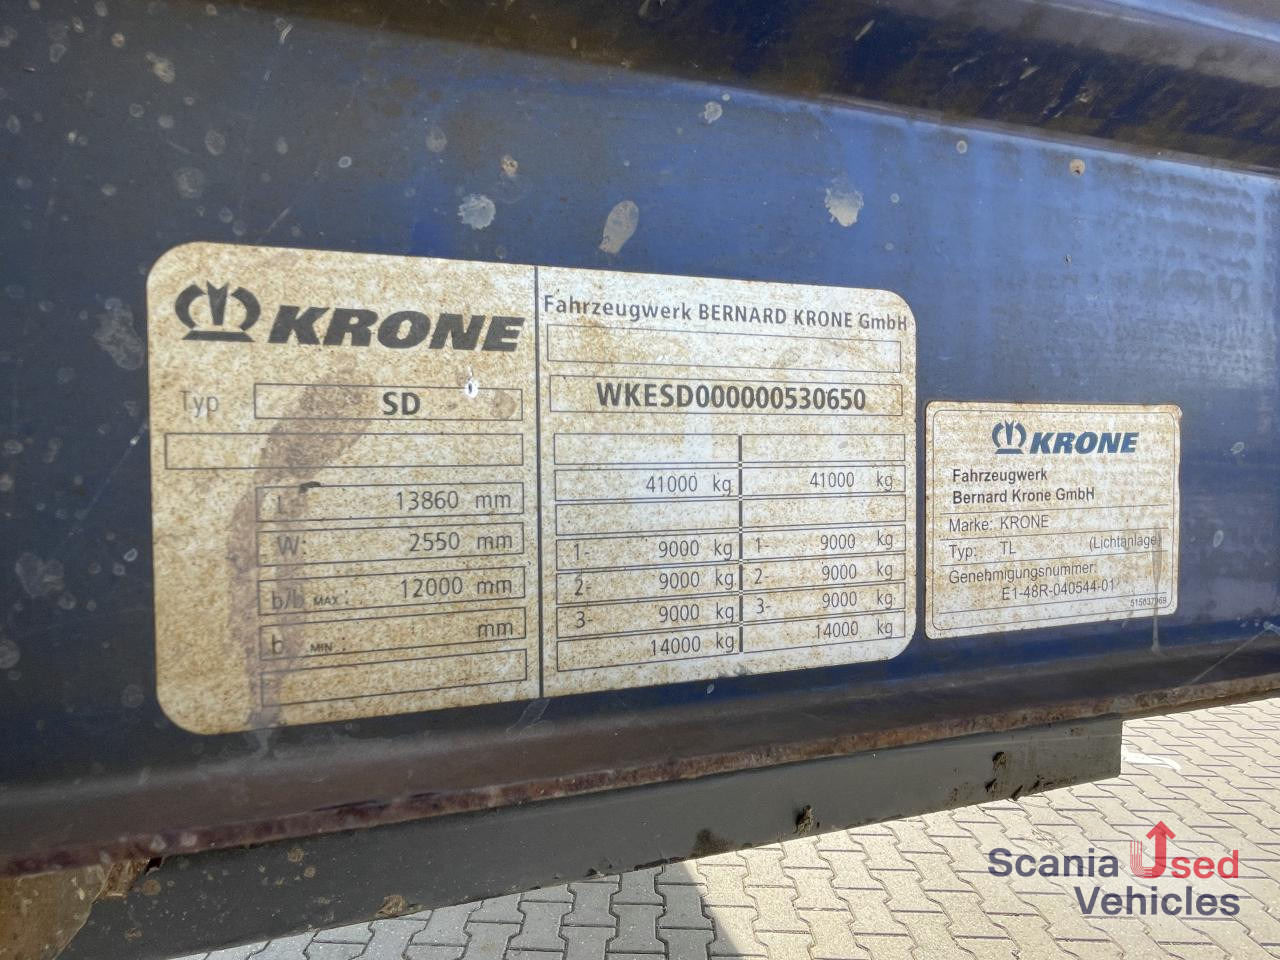 KRONE
Typ SD
L: 13860 mm
W: 2550 mm
b/b MAX: 12000 mm
b MIN: mm
Fahrzeugwerk BERNARD KRONE GmbH
WKESD000000530650
41000 kg 41000 kg
1- 9000 kg 1- 9000 kg
2- 9000 kg 2- 9000 kg
3- 9000 kg 3- 9000 kg
14000 kg 14000 kg
KRONE
Fahrzeugwerk
Bernard Krone GmbH
Marke: KRONE
Typ: TL (Lichtanlage)
Genehmigungsnummer:
E1-48R-040544-01
Scania Used
Vehicles